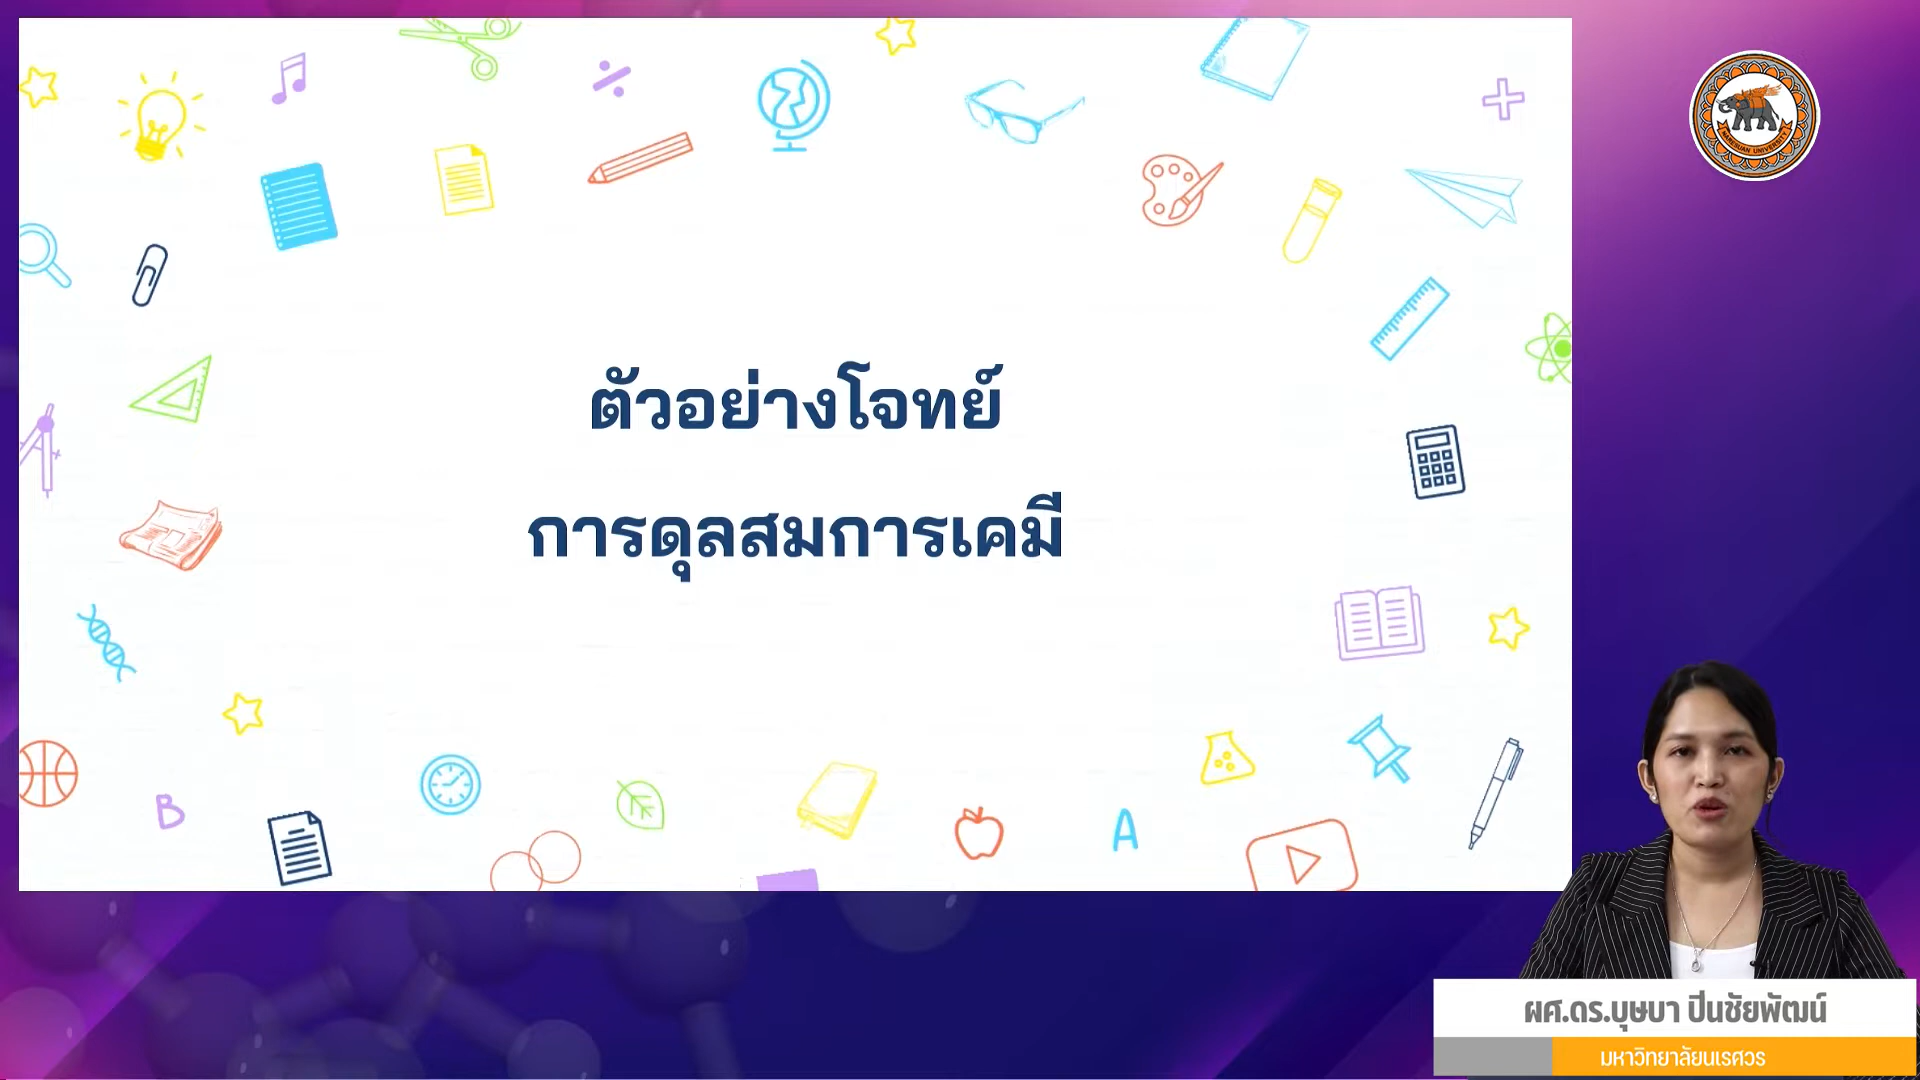 ตัวอย่างโจทย์
การดุลสมการเคมี
B
A
NARESUAN UNIVERSITY
ผศ.ดร.บุษบา ปิ่นชัยพัฒน์
มหาวิทยาลัยนเรศวร